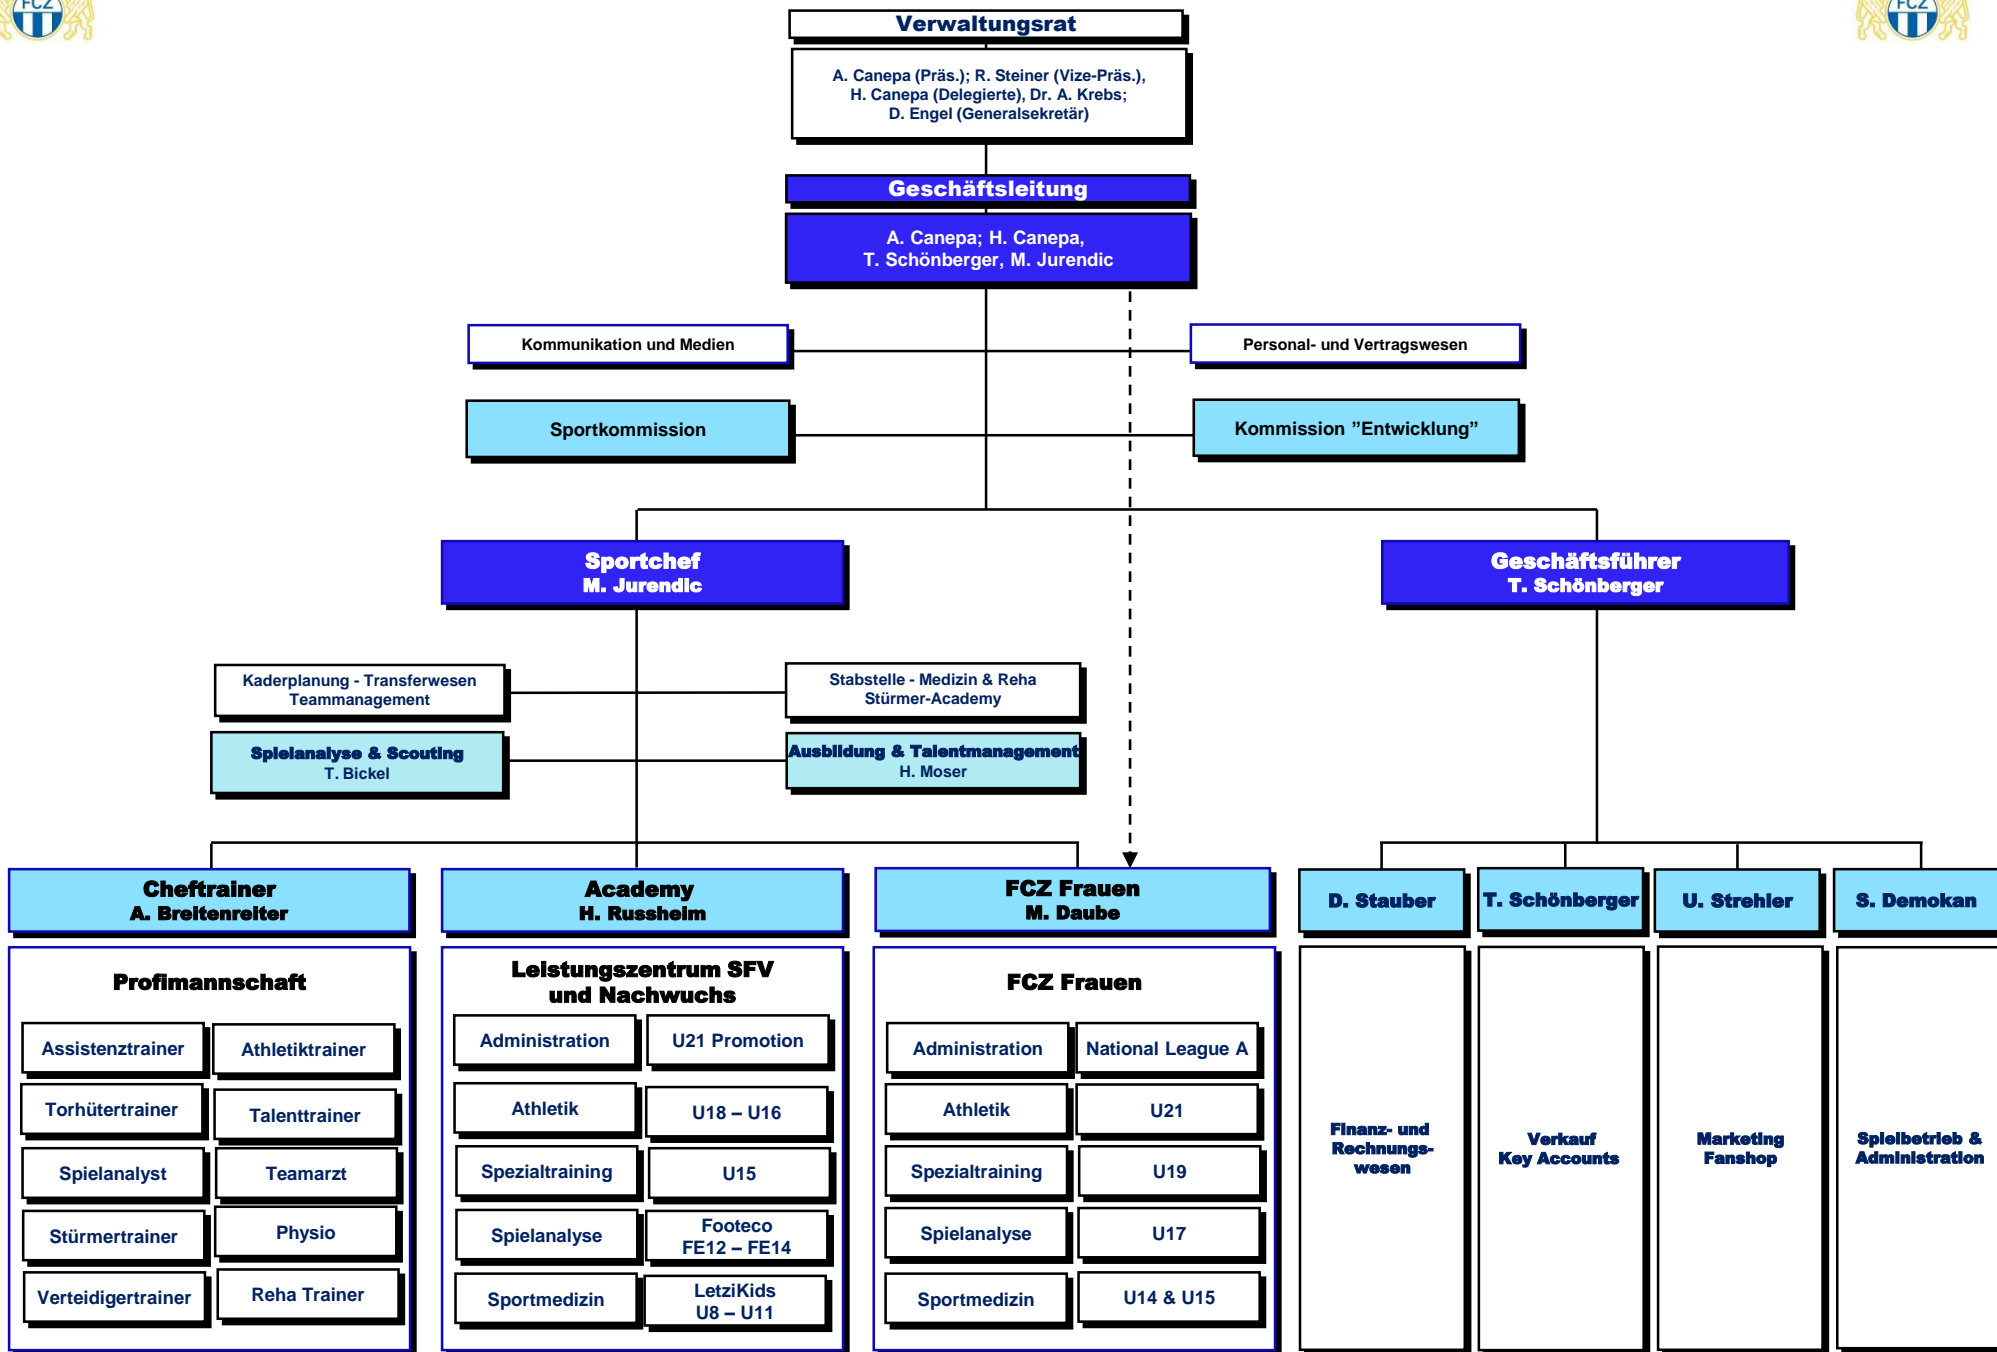 FCZ
FCZ
Verwaltungsrat
A. Canepa (Präs.); R. Steiner (Vize-Präs.),
H. Canepa (Delegierte), Dr. A. Krebs;
D. Engel (Generalsekretär)
Geschäftsleitung
A. Canepa; H. Canepa,
T. Schönberger, M. Jurendic
Kommunikation und Medien
Personal- und Vertragswesen
Sportkommission
Kommission ”Entwicklung”
Sportchef
M. Jurendic
Geschäftsführer
T. Schönberger
Kaderplanung - Transferwesen
Teammanagement
Stabstelle - Medizin & Reha
Stürmer-Academy
Spielanalyse & Scouting
T. Bickel
Ausbildung & Talentmanagement
H. Moser
Cheftrainer
A. Breitenreiter
Academy
H. Russheim
FCZ Frauen
M. Daube
D. Stauber
T. Schönberger
U. Strehler
S. Demokan
Profimannschaft
Assistenztrainer
Athletiktrainer
Torhütertrainer
Talenttrainer
Spielanalyst
Teamarzt
Stürmertrainer
Physio
Verteidigertrainer
Reha Trainer
Leistungszentrum SFV
und Nachwuchs
Administration
U21 Promotion
Athletik
U18 – U16
Spezialtraining
U15
Spielanalyse
Footeco
FE12 – FE14
Sportmedizin
LetziKids
U8 – U11
FCZ Frauen
Administration
National League A
Athletik
U21
Spezialtraining
U19
Spielanalyse
U17
Sportmedizin
U14 & U15
Finanz- und
Rechnungs-
wesen
Verkauf
Key Accounts
Marketing
Fanshop
Spielbetrieb &
Administration